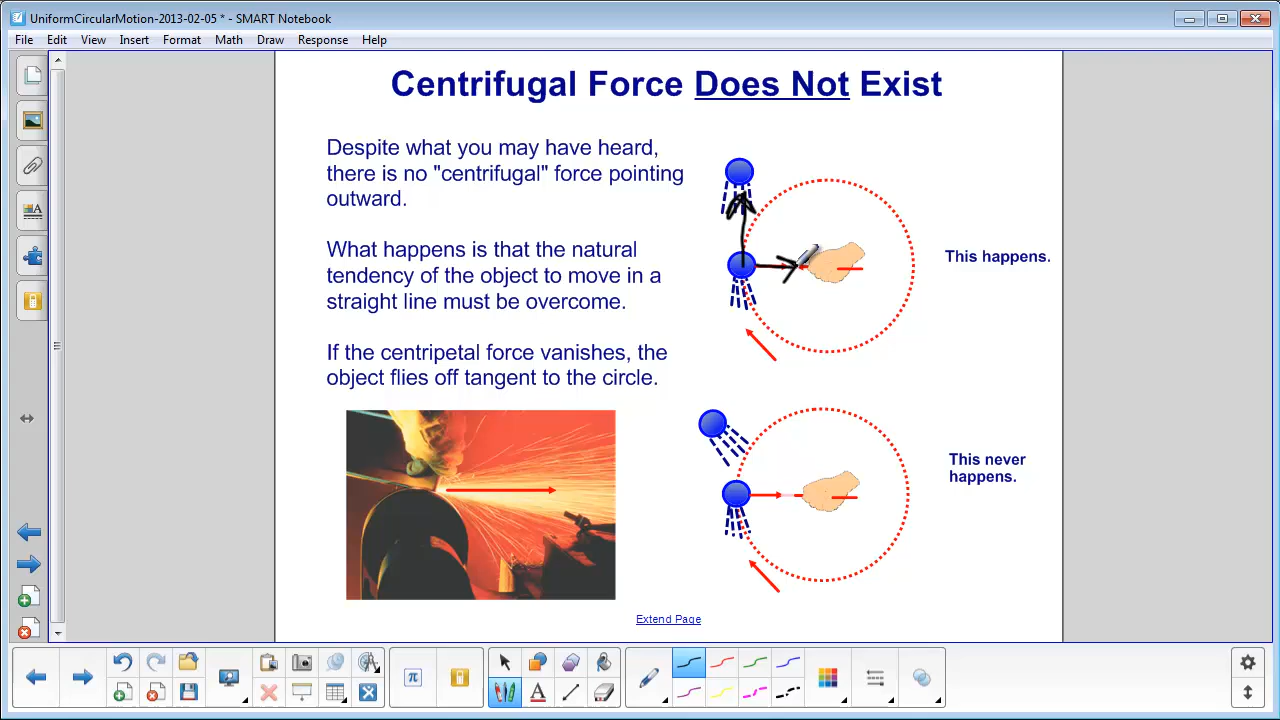 UniformCircularMotion-2013-02-05 * - SMART Notebook
File Edit View Insert Format Math Draw Response Help
Centrifugal Force Does Not Exist
Despite what you may have heard,
there is no "centrifugal" force pointing
outward.
What happens is that the natural
tendency of the object to move in a
straight line must be overcome.
If the centripetal force vanishes, the
object flies off tangent to the circle.
This happens.
This never
happens.
Extend Page
π
A